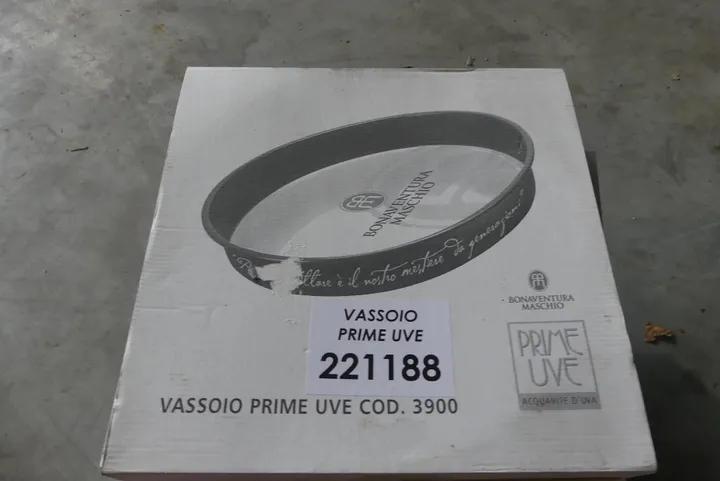 BONAVENTURA
MASCHIO
è il nostro mestiere da generazioni"
BONAVENTURA
MASCHIO
PRIME
UVE
ACQUAVITE D'UVA
VASSOIO
PRIME UVE
221188
VASSOIO PRIME UVE COD. 3900